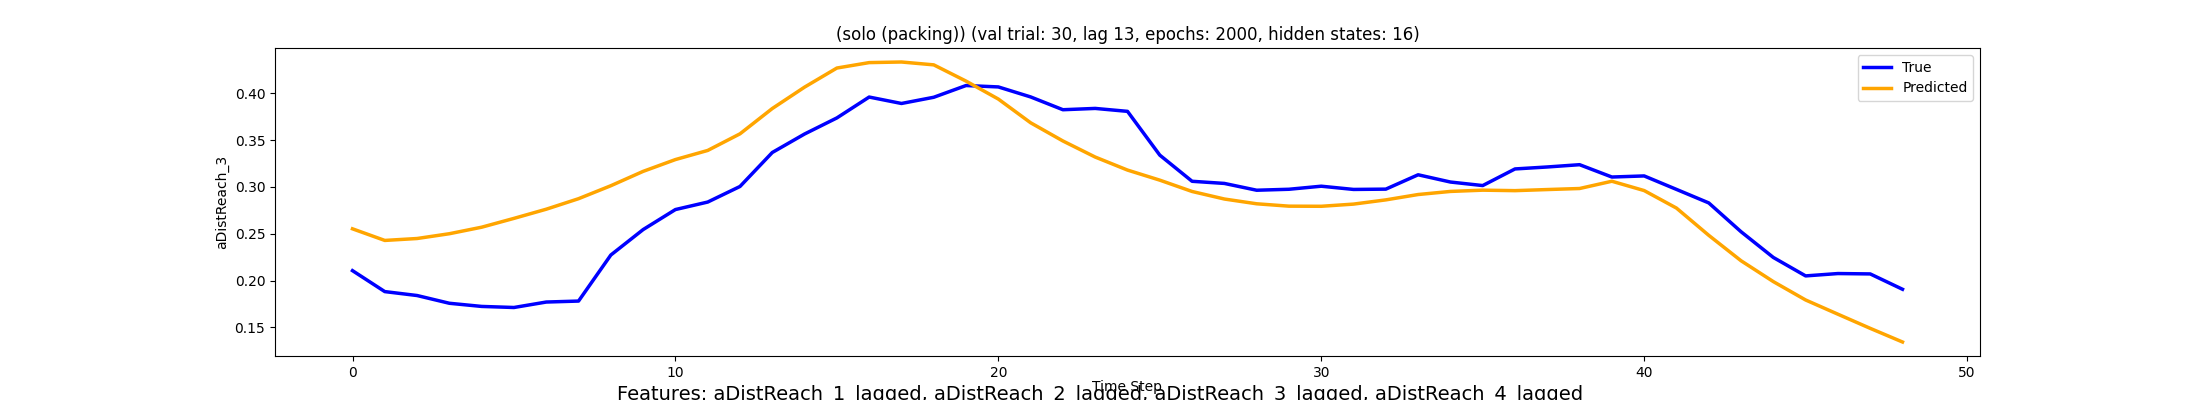 (solo (packing)) (val trial: 30, lag 13, epochs: 2000, hidden states: 16)
True
Predicted
aDistReach_3
0.40
0.35
0.30
0.25
0.20
0.15
0 10 20 30 40 50
Time Step
Features: aDistReach_1_lagged, aDistReach_2_lagged, aDistReach_3_lagged, aDistReach_4_lagged